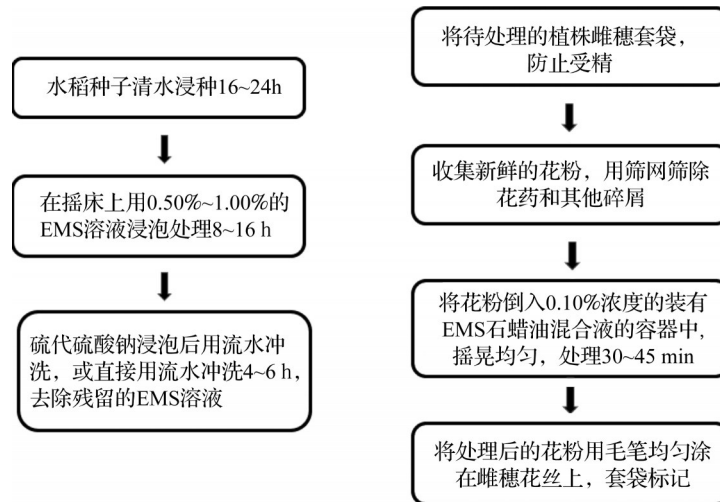 水稻种子清水浸种16~24h
在摇床上用0.50%~1.00%的
EMS溶液浸泡处理8~16 h
硫代硫酸钠浸泡后用流水冲
洗，或直接用流水冲洗4~6 h，
去除残留的EMS溶液
将待处理的植株雌穗套袋，
防止受精
收集新鲜的花粉，用筛网筛除
花药和其他碎屑
将花粉倒入0.10%浓度的装有
EMS石蜡油混合液的容器中，
摇晃均匀，处理30~45 min
将处理后的花粉用毛笔均匀涂
在雌穗花丝上，套袋标记